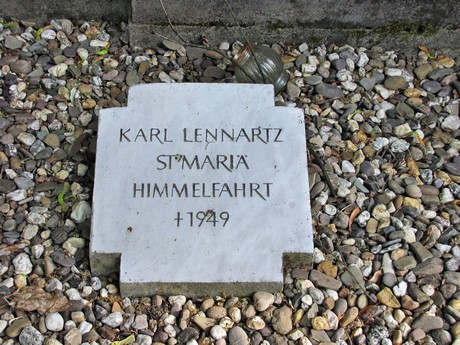 KARL LENNARTZ
ST MARIÄ
HIMMELFAHRT
†1949